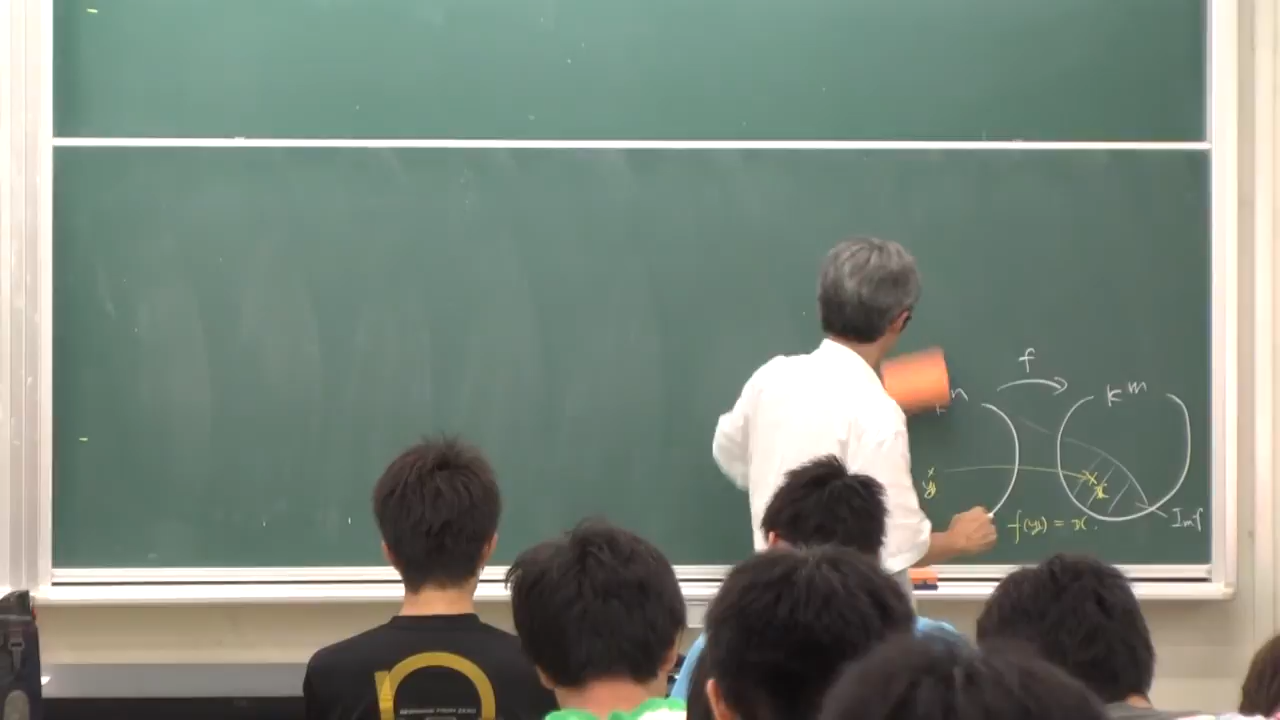 f
K^n
K^m
x
y
x
f(y) = x.
Im f